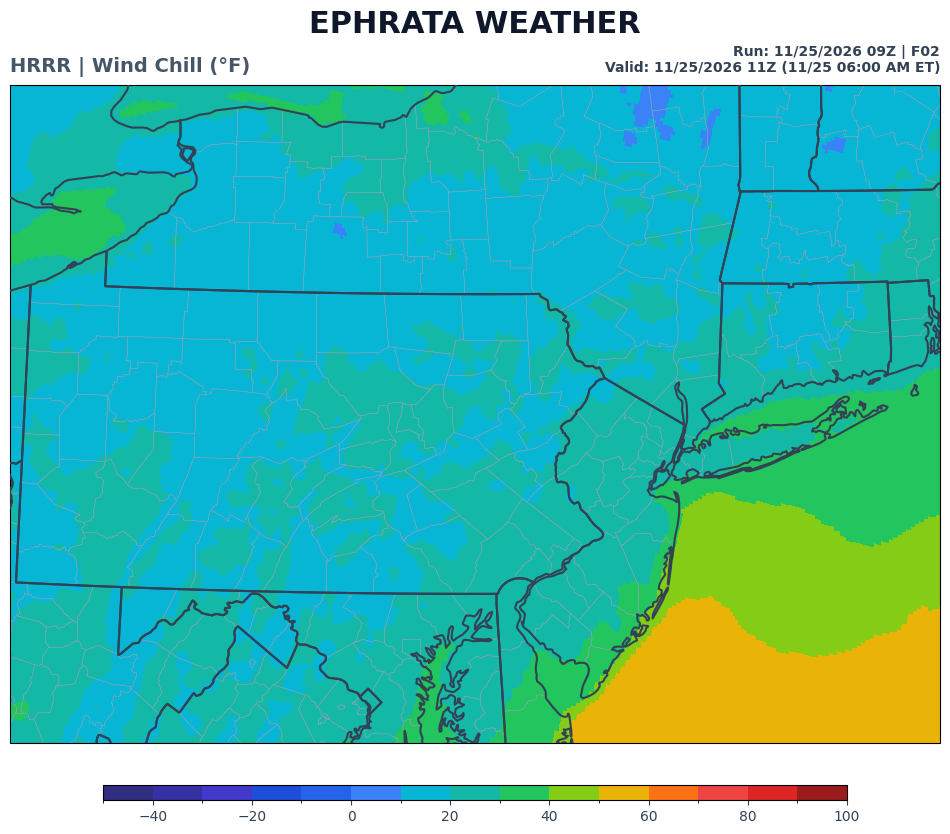 EPHRATA WEATHER
HRRR | Wind Chill (°F)
Run: 11/25/2026 09Z | F02
Valid: 11/25/2026 11Z (11/25 06:00 AM ET)
−40 −20 0 20 40 60 80 100